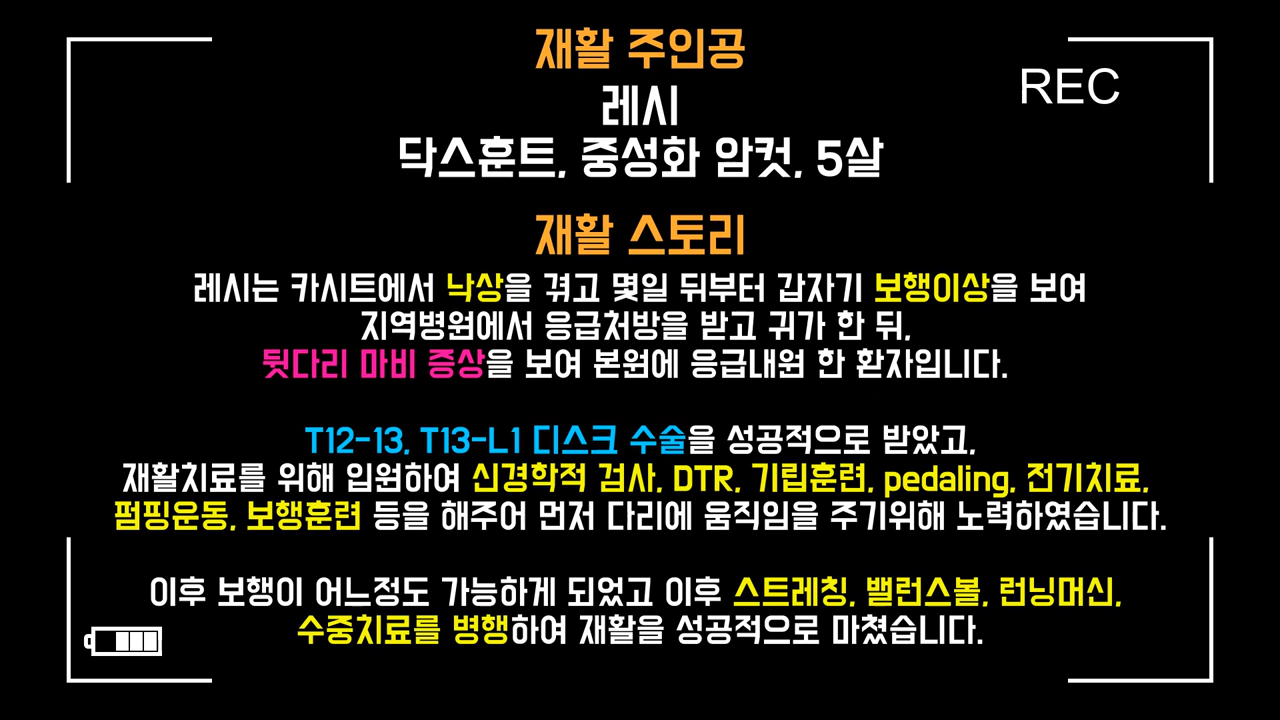 재활 주인공
REC
레시
닥스훈트, 중성화 암컷, 5살
재활 스토리
레시는 카시트에서 낙상을 겪고 몇일 뒤부터 갑자기 보행이상을 보여
지역병원에서 응급처방을 받고 귀가 한 뒤,
뒷다리 마비 증상을 보여 본원에 응급내원 한 환자입니다.
T12-13, T13-L1 디스크 수술을 성공적으로 받았고,
재활치료를 위해 입원하여 신경학적 검사, DTR, 기립훈련, pedaling, 전기치료,
펌핑운동, 보행훈련 등을 해주어 먼저 다리에 움직임을 주기위해 노력하였습니다.
이후 보행이 어느정도 가능하게 되었고 이후 스트레칭, 밸런스볼, 런닝머신,
수중치료를 병행하여 재활을 성공적으로 마쳤습니다.